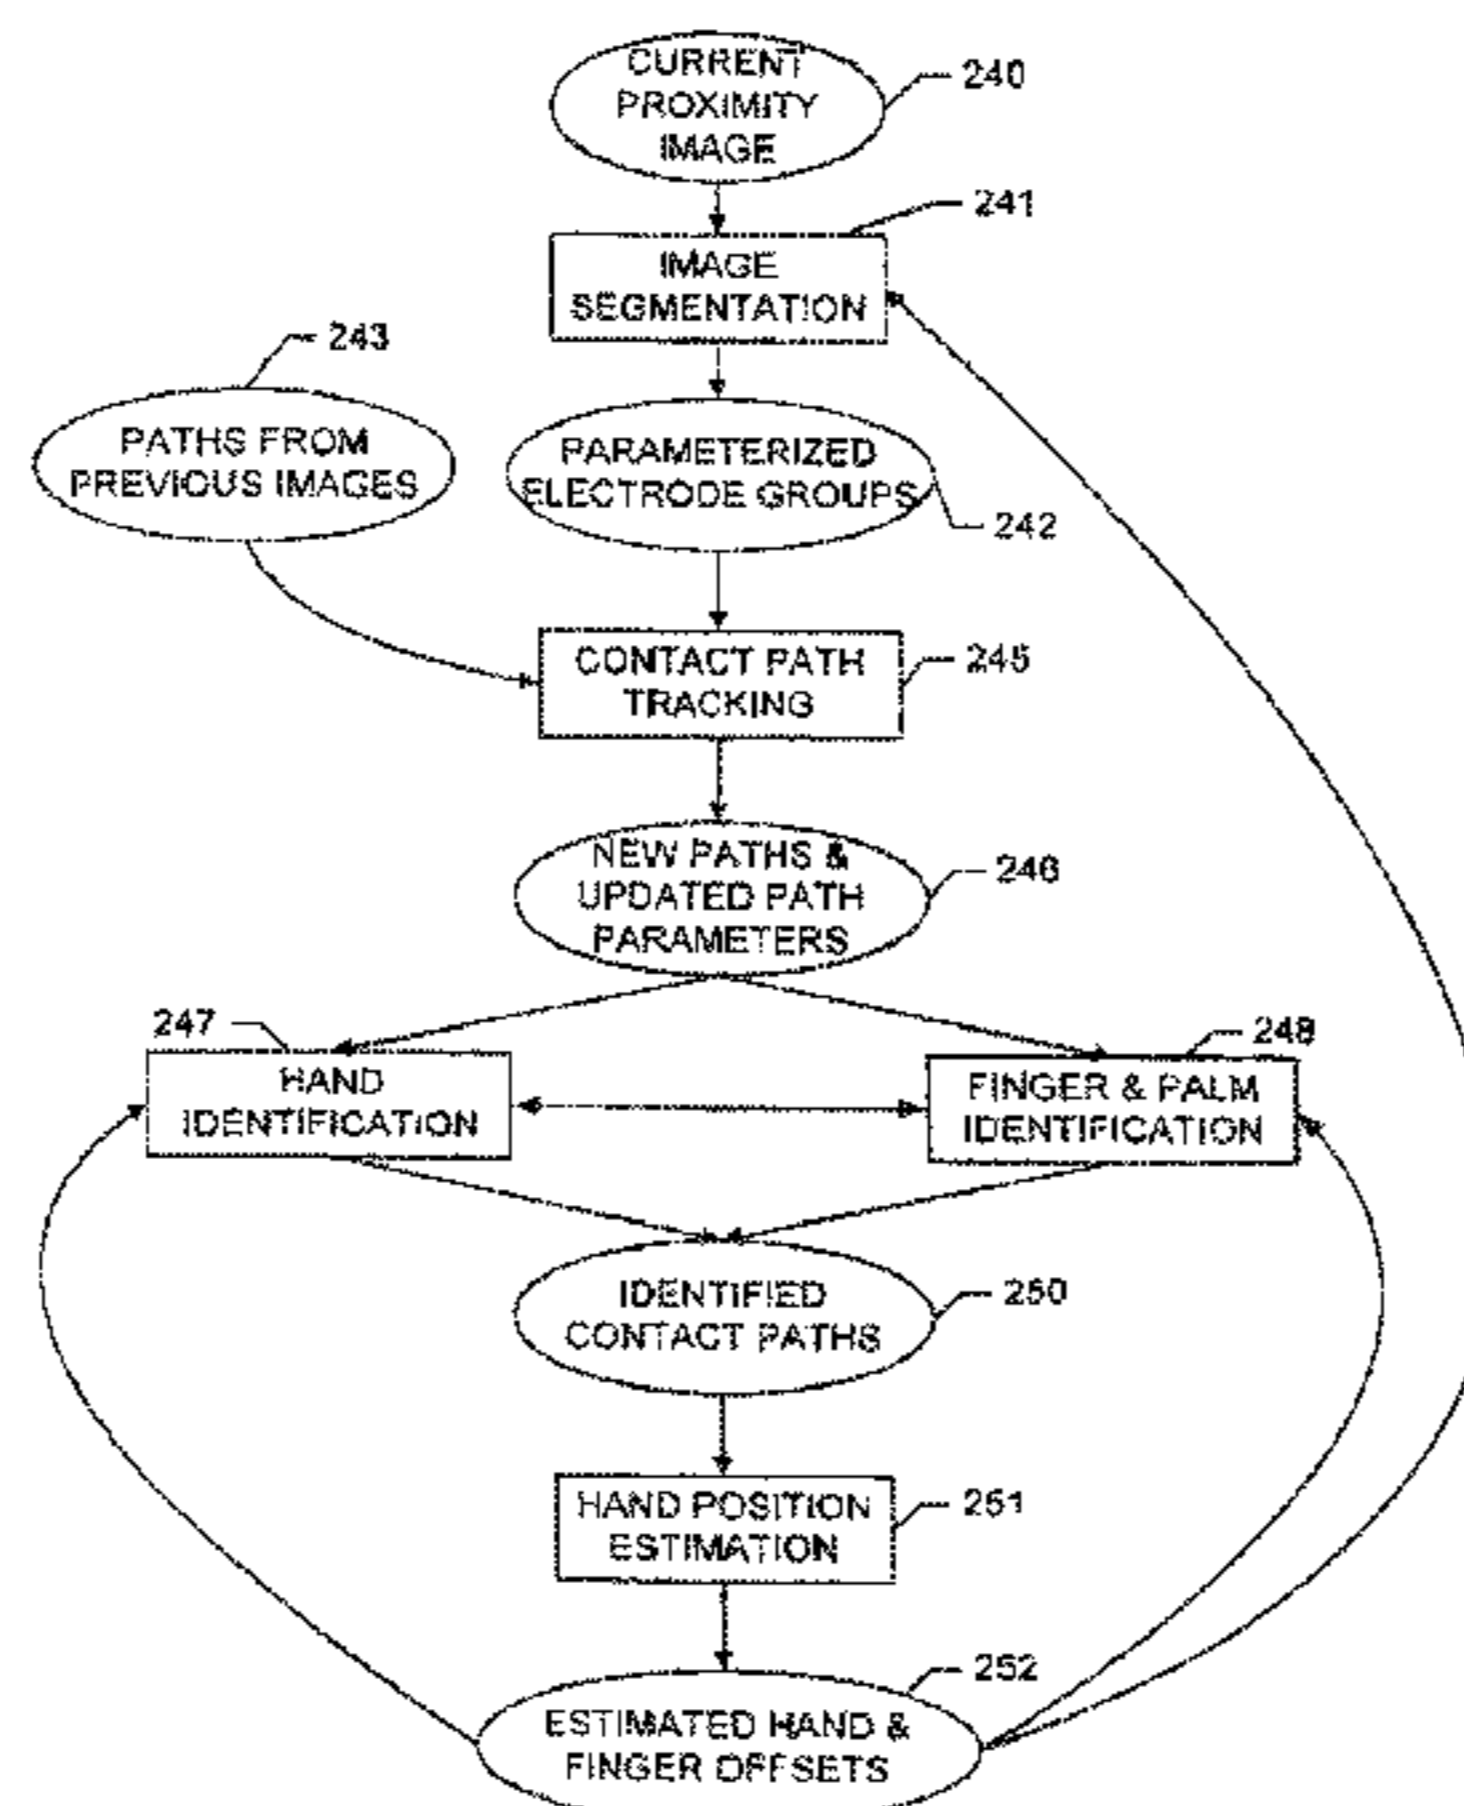 CURRENT
PROXIMITY
IMAGE
240
241
IMAGE
SEGMENTATION
243
PATHS FROM
PREVIOUS IMAGES
PARAMETERIZED
ELECTRODE GROUPS
242
CONTACT PATH
TRACKING
245
NEW PATHS &
UPDATED PATH
PARAMETERS
246
247
HAND
IDENTIFICATION
248
FINGER & PALM
IDENTIFICATION
IDENTIFIED
CONTACT PATHS
250
HAND POSITION
ESTIMATION
251
252
ESTIMATED HAND &
FINGER OFFSETS